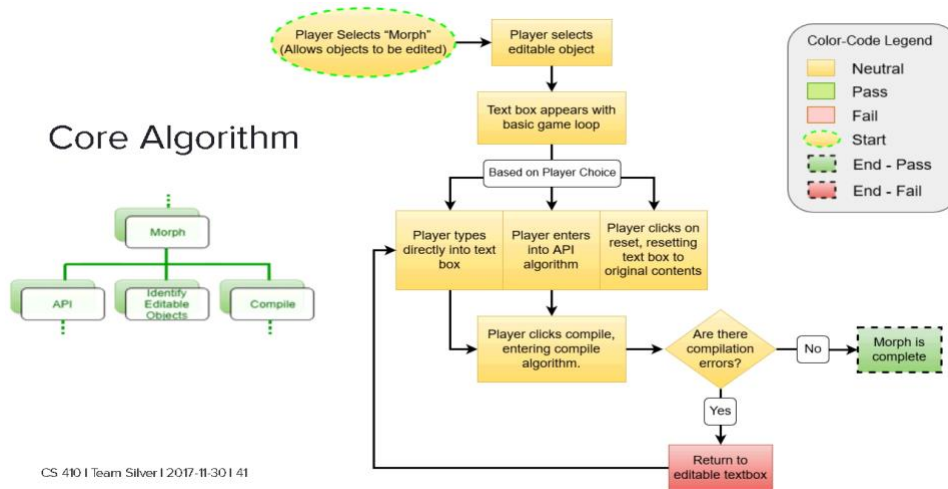 Player Selects “Morph”
(Allows objects to be edited)
Player selects
editable object
Color-Code Legend
Neutral
Pass
Fail
Start
End - Pass
End - Fail
Text box appears with
basic game loop
Core Algorithm
Based on Player Choice
Morph
API
Identify
Editable
Objects
Compile
Player types
directly into text
box
Player enters
into API
algorithm
Player clicks on
reset, resetting
text box to
original contents
Player clicks compile,
entering compile
algorithm.
Are there
compilation
errors?
No
Morph is
complete
Yes
Return to
editable textbox
CS 410 | Team Silver | 2017-11-30 | 41